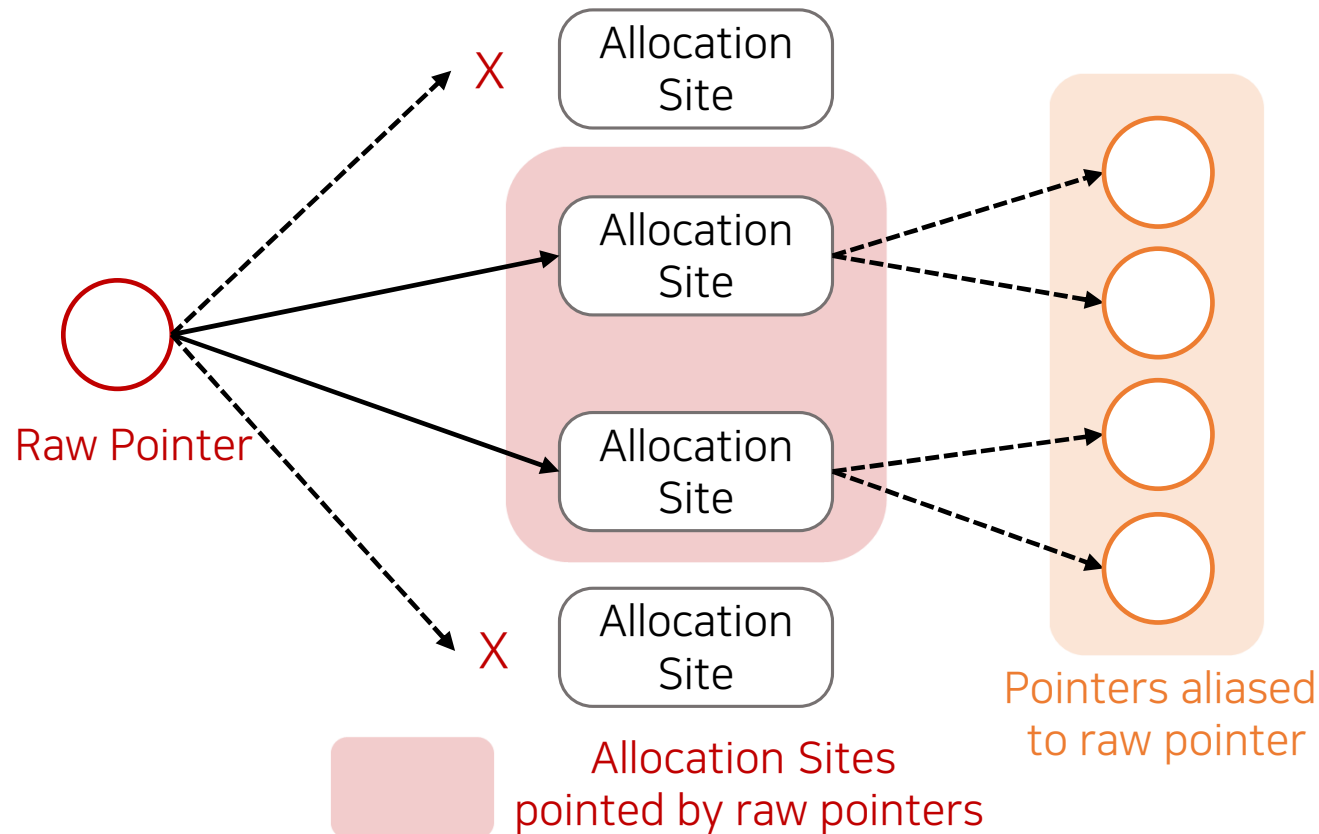 X
Allocation
Site
Allocation
Site
Raw Pointer
Allocation
Site
X
Allocation
Site
Pointers aliased
to raw pointer
Allocation Sites
pointed by raw pointers